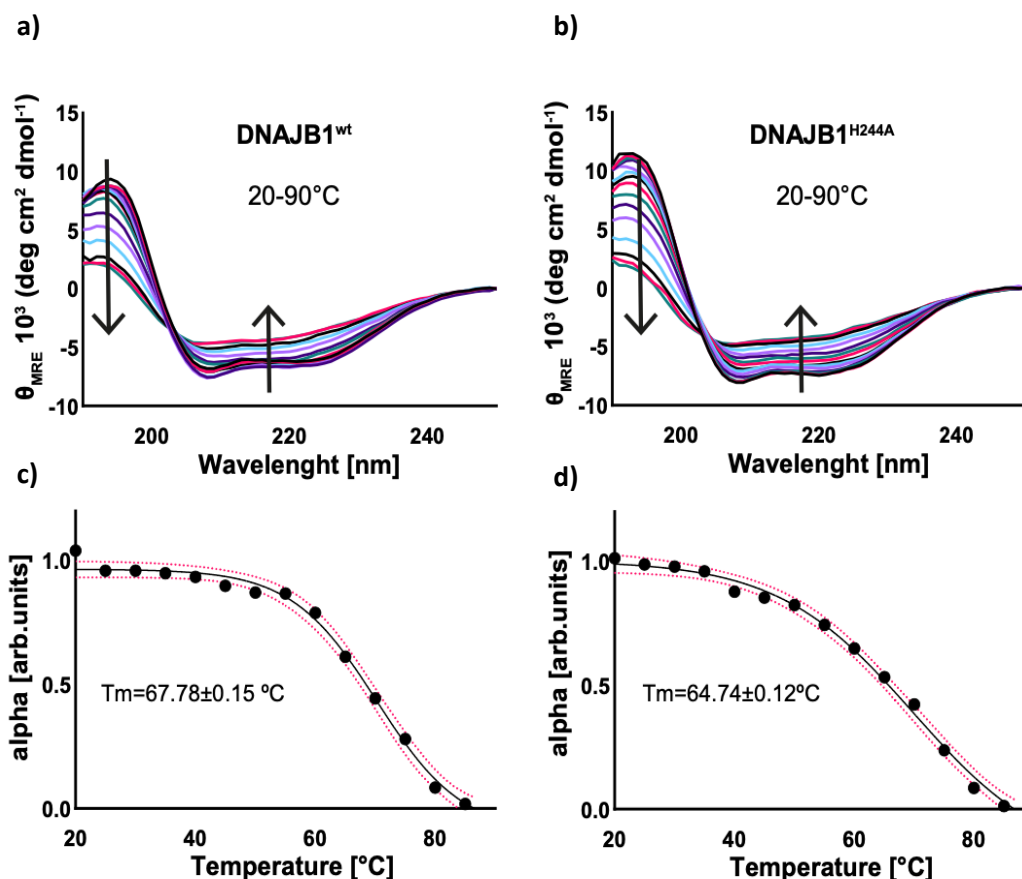 a)
θMRE 10³ (deg cm² dmol⁻¹)
15
10
5
0
-5
-10
DNAJB1ʷᵗ
20-90°C
200
220
240
Wavelenght [nm]
b)
θMRE 10³ (deg cm² dmol⁻¹)
15
10
5
0
-5
-10
DNAJB1ᴴ²⁴⁴ᴬ
20-90°C
200
220
240
Wavelenght [nm]
c)
alpha [arb.units]
1.0
0.5
0.0
Tm=67.78±0.15 ºC
20
40
60
80
Temperature [°C]
d)
alpha [arb.units]
1.0
0.5
0.0
Tm=64.74±0.12ºC
20
40
60
80
Temperature [°C]